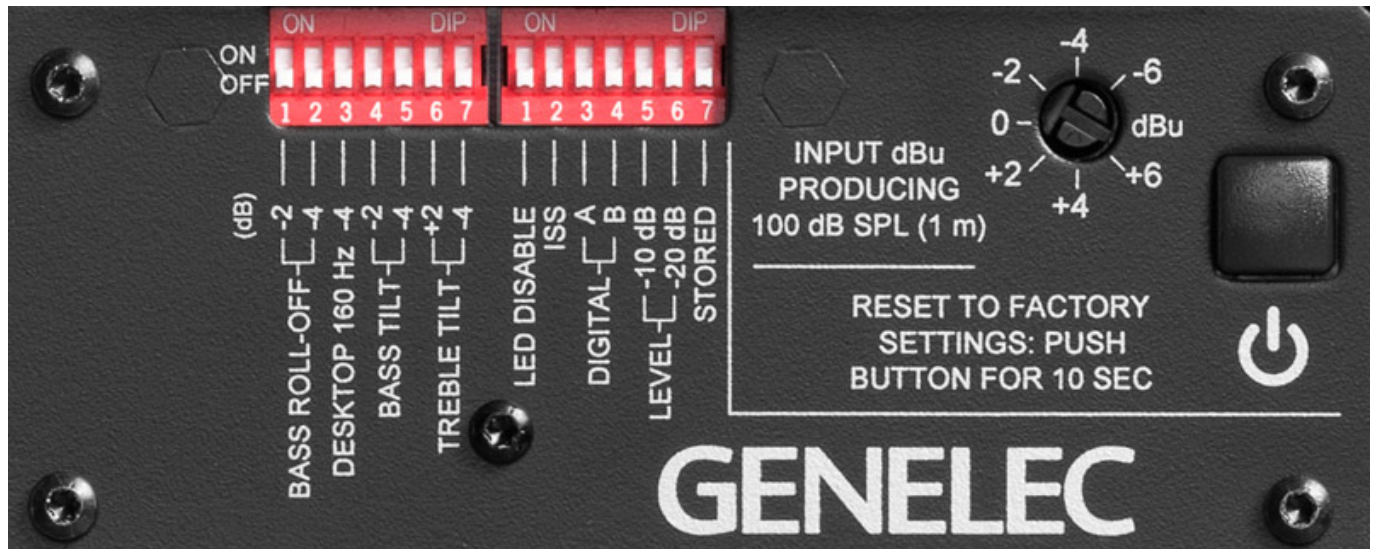 ON DIP
ON DIP
ON
OFF
1 2 3 4 5 6 7
1 2 3 4 5 6 7
(dB)
-2
-4
BASS ROLL-OFF
-4
DESKTOP 160 Hz
-2
-4
BASS TILT
+2
-4
TREBLE TILT
LED DISABLE
ISS
A
B
DIGITAL
-10 dB
-20 dB
LEVEL
STORED
INPUT dBu
PRODUCING
100 dB SPL (1 m)
-4
-2 -6
0 dBu
+2 +6
+4
RESET TO FACTORY
SETTINGS: PUSH
BUTTON FOR 10 SEC
GENELEC